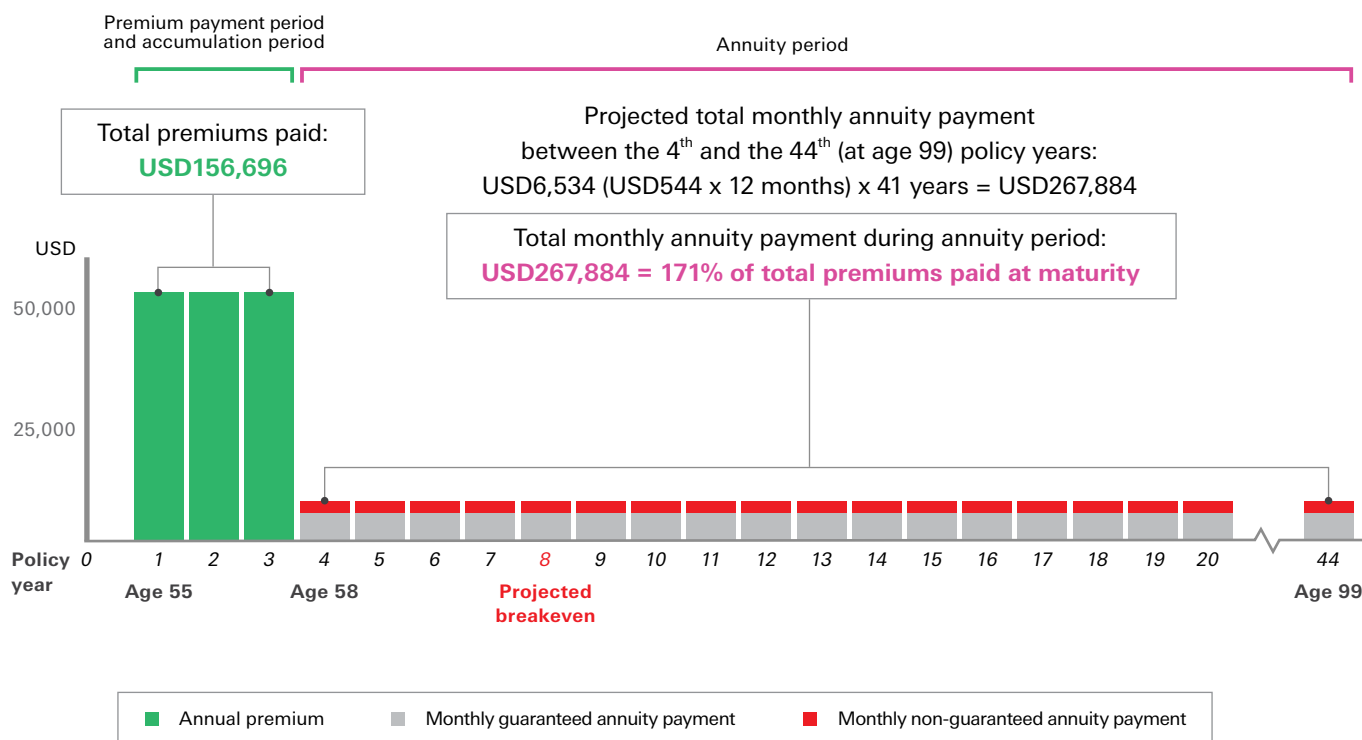 Premium payment period
and accumulation period
Annuity period
Total premiums paid:
USD156,696
Projected total monthly annuity payment
between the 4th and the 44th (at age 99) policy years:
USD6,534 (USD544 x 12 months) x 41 years = USD267,884
Total monthly annuity payment during annuity period:
USD267,884 = 171% of total premiums paid at maturity
USD
50,000
25,000
Policy year
0 1 2 3 4 5 6 7 8 9 10 11 12 13 14 15 16 17 18 19 20 44
Age 55
Age 58
Projected
breakeven
Age 99
Annual premium
Monthly guaranteed annuity payment
Monthly non-guaranteed annuity payment